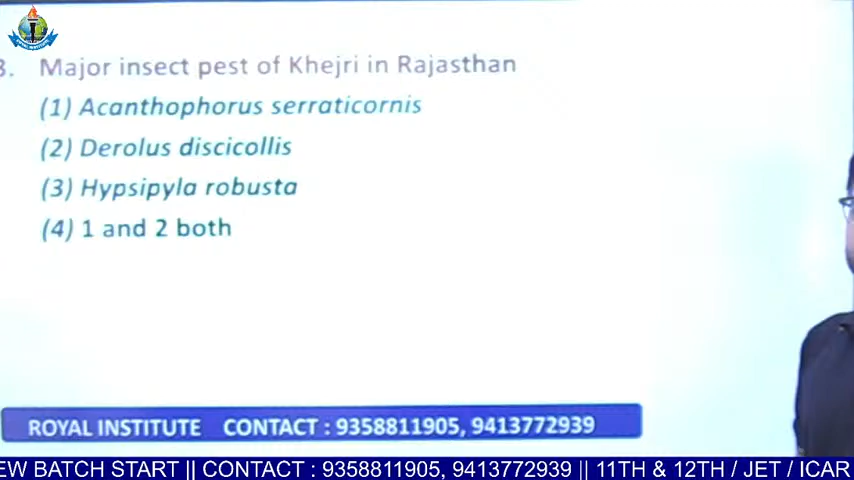 3. Major insect pest of Khejri in Rajasthan
(1) Acanthophorus serraticornis
(2) Derolus discicollis
(3) Hypsipyla robusta
(4) 1 and 2 both
ROYAL INSTITUTE CONTACT : 9358811905, 9413772939
EW BATCH START || CONTACT : 9358811905, 9413772939 || 11TH & 12TH / JET / ICAR